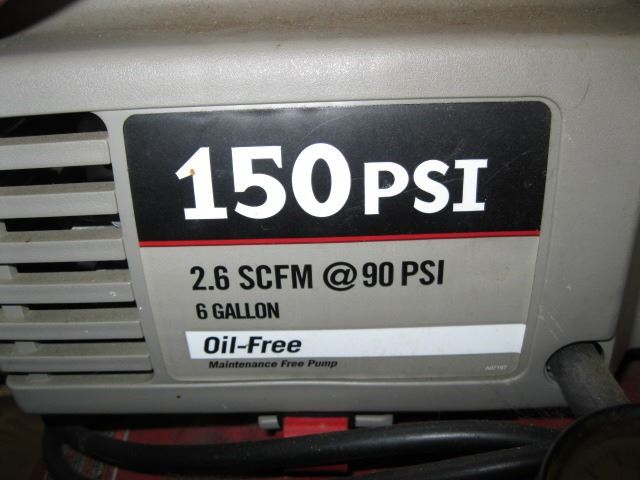 150 PSI
2.6 SCFM @ 90 PSI
6 GALLON
Oil-Free
Maintenance Free Pump